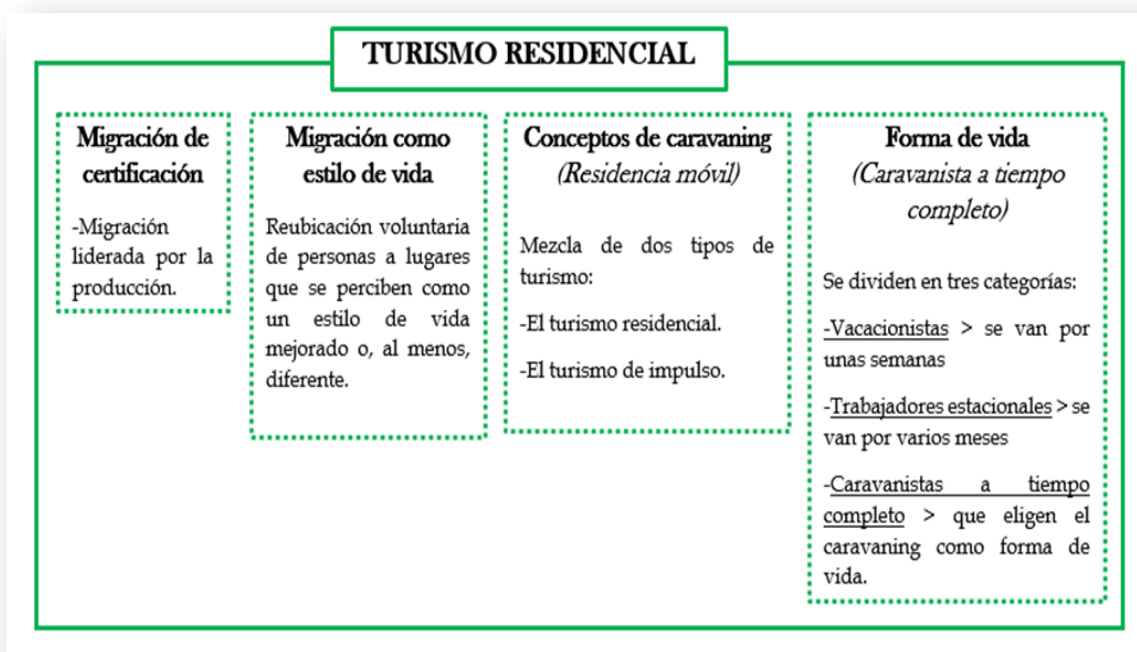 TURISMO RESIDENCIAL
Migración de
certificación
-Migración
liderada por la
producción.
Migración como
estilo de vida
Reubicación voluntaria
de personas a lugares
que se perciben como
un estilo de vida
mejorado o, al menos,
diferente.
Conceptos de caravaning
(Residencia móvil)
Mezcla de dos tipos de
turismo:
-El turismo residencial.
-El turismo de impulso.
Forma de vida
(Caravanista a tiempo
completo)
Se dividen en tres categorías:
-Vacacionistas > se van por
unas semanas
-Trabajadores estacionales > se
van por varios meses
-Caravanistas a tiempo
completo > que eligen el
caravaning como forma de
vida.